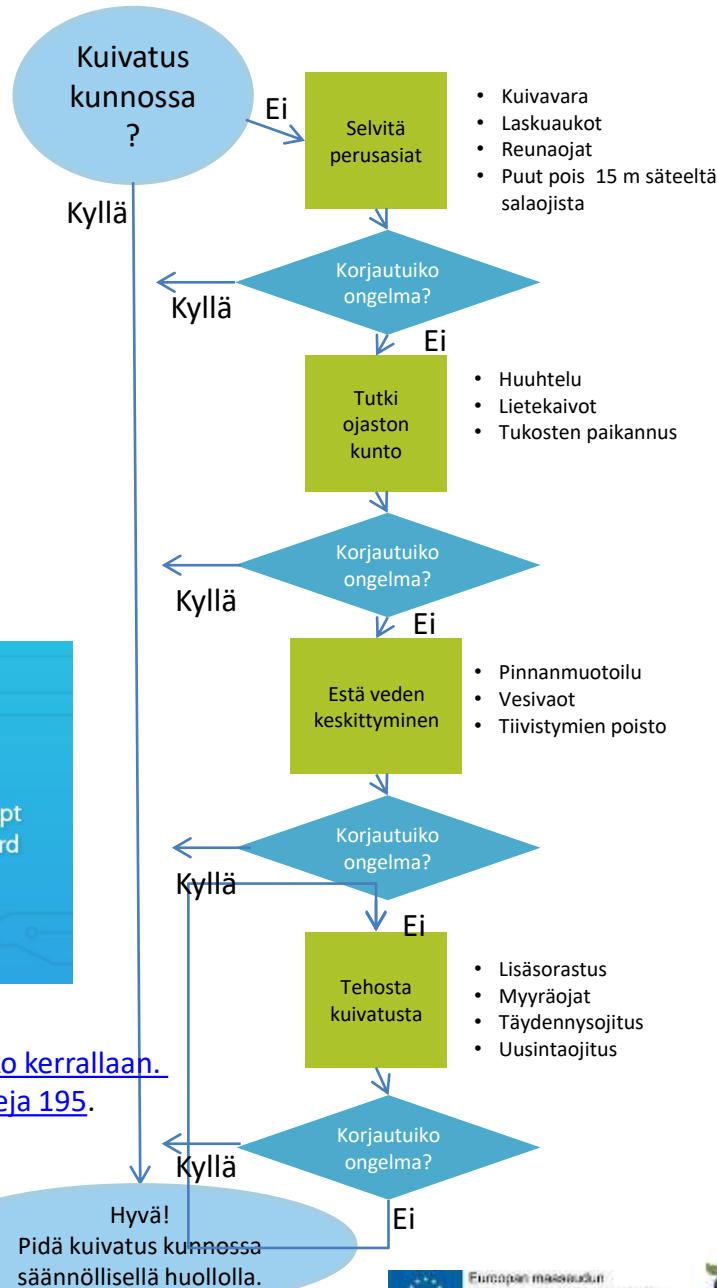 Kuivatus
kunnossa
?
Ei
Kyllä
Selvitä
perusasiat
• Kuivavara
• Laskuaukot
• Reunaojat
• Puut pois 15 m säteeltä
salaojista
Korjautuiko
ongelma?
Kyllä
Ei
Tutki
ojaston
kunto
• Huuhtelu
• Lietekaivot
• Tukosten paikannus
Korjautuiko
ongelma?
Kyllä
Ei
Estä veden
keskittyminen
• Pinnanmuotoilu
• Vesivaot
• Tiivistymien poisto
Korjautuiko
ongelma?
Kyllä
Ei
Tehosta
kuivatusta
• Lisäsorastus
• Myyräojat
• Täydennysojitus
• Uusintaojitus
Korjautuiko
ongelma?
Kyllä
Ei
Hyvä!
Pidä kuivatus kunnossa
säännöllisellä huollolla.
pt
rd
o kerrallaan.
eja 195.
Euroopan maaseudun